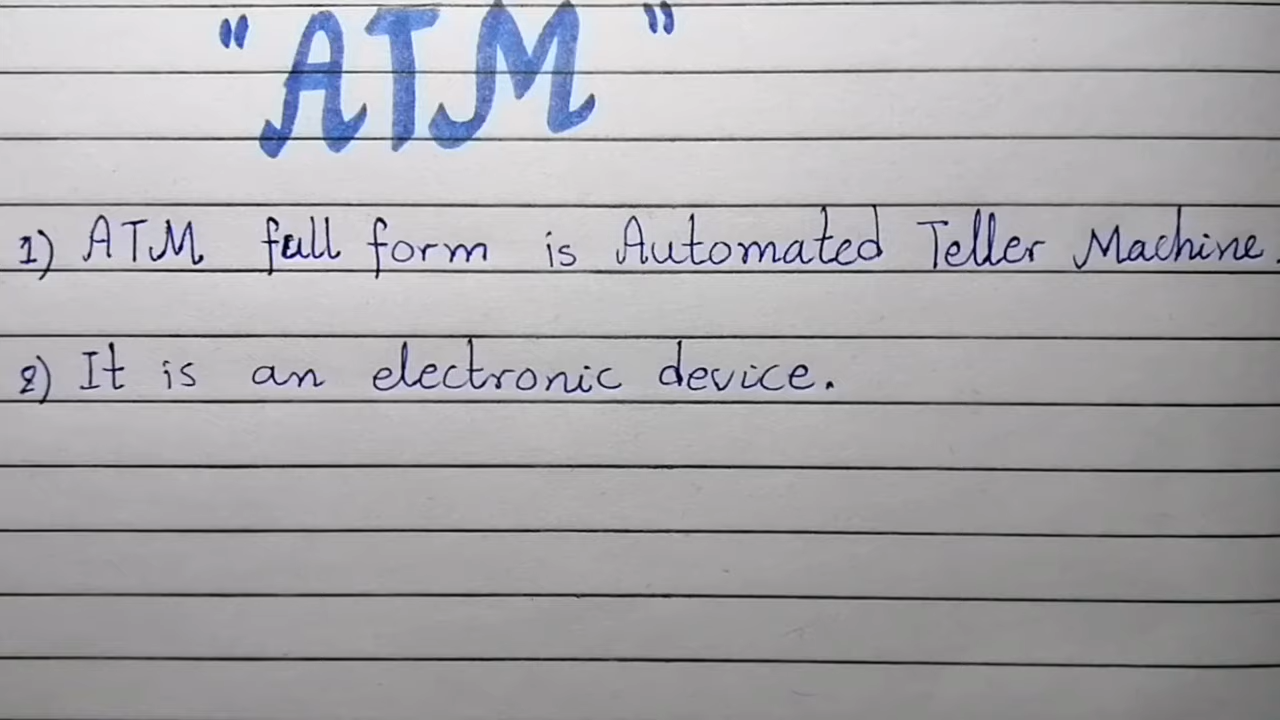 "ATM"
1) ATM full form is Automated Teller Machine.
2) It is an electronic device.